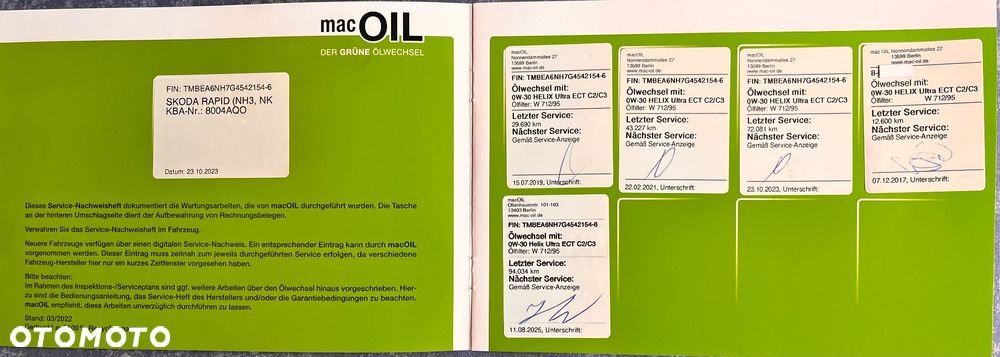 macOIL
DER GRÜNE ÖLWECHSEL
FIN: TMBEA6NH7G4542154-6
SKODA RAPID (NH3, NK
KBA-Nr.: 8004AQO
Datum: 23.10.2023
Dieses Service-Nachweisheft dokumentiert die Wartungsarbeiten, die von macOIL durchgeführt wurden. Die Tasche
an der hinteren Umschlagseite dient der Aufbewahrung von Rechnungsbelegen.
Verwahren Sie das Service-Nachweisheft im Fahrzeug.
Neuere Fahrzeuge verfügen über einen digitalen Service-Nachweis. Ein entsprechender Eintrag kann durch macOIL
vorgenommen werden. Dieser Eintrag muss zeitnah zum jeweils durchgeführten Service erfolgen, da verschiedene
Fahrzeug-Hersteller hier nur ein kurzes Zeitfenster vorgesehen haben.
Bitte beachten:
Im Rahmen des Inspektions-/Serviceplans sind ggf. weitere Arbeiten über den Ölwechsel hinaus vorgeschrieben. Hier-
zu sind die Bedienungsanleitung, das Service-Heft des Herstellers und/oder die Garantiebedingungen zu beachten.
macOIL empfiehlt, diese Arbeiten unverzüglich durchführen zu lassen.
Stand: 03/2022
OTOMOTO
macOIL
Nonnendammallee 27
13599 Berlin
www.mac-oil.de
FIN: TMBEA6NH7G4542154-6
Ölwechsel mit:
0W-30 HELIX Ultra ECT C2/C3
Ölfilter: W 712/95
Letzter Service:
29.690 km
Nächster Service:
Gemäß Service-Anzeige
15.07.2019, Unterschrift:
macOIL
Nonnendammallee 27
13599 Berlin
www.mac-oil.de
FIN: TMBEA6NH7G4542154-6
Ölwechsel mit:
0W-30 HELIX Ultra ECT C2/C3
Ölfilter: W 712/95
Letzter Service:
43.227 km
Nächster Service:
Gemäß Service-Anzeige
22.02.2021, Unterschrift:
macOIL
Nonnendammallee 27
13599 Berlin
www.mac-oil.de
FIN: TMBEA6NH7G4542154-6
Ölwechsel mit:
0W-30 HELIX Ultra ECT C2/C3
Ölfilter: W 712/95
Letzter Service:
72.081 km
Nächster Service:
Gemäß Service-Anzeige
23.10.2023, Unterschrift:
mac OIL Nonnendammallee 27
13599 Berlin
www.mac-oil.de
B-
Ölwechsel mit:
0W-30 HELIX Ultra ECT C2/C3
Ölfilter: W 712/95
Letzter Service:
12.600 km
Nächster Service:
Gemäß Service-Anzeige
07.12.2017, Unterschrift:
macOIL
Ollenhauerstr. 101-103
13403 Berlin
www.mac-oil.de
FIN: TMBEA6NH7G4542154-6
Ölwechsel mit:
0W-30 Helix Ultra ECT C2/C3
Ölfilter: W 712/95
Letzter Service:
94.034 km
Nächster Service:
Gemäß Service-Anzeige
11.08.2025, Unterschrift: